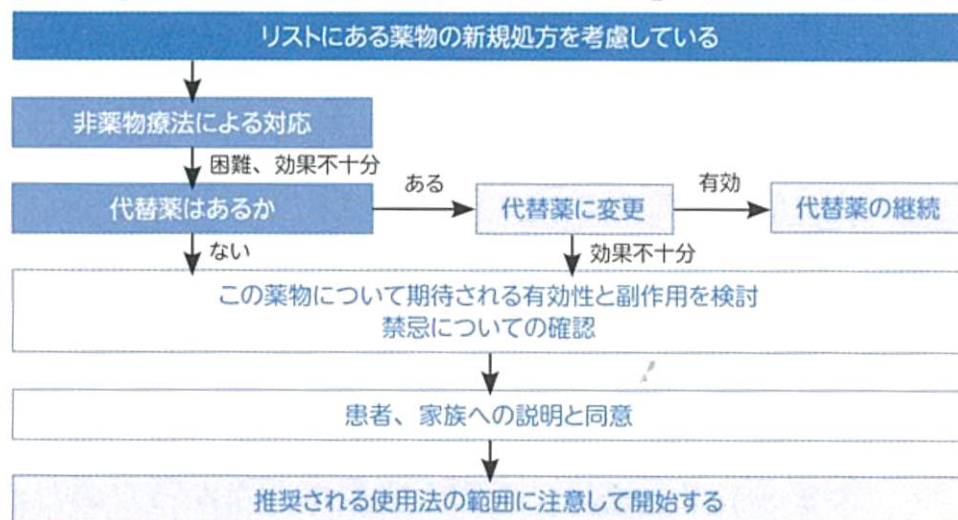 リストにある薬物の新規処方を考慮している
非薬物療法による対応
困難、効果不十分
代替薬はあるか
ある
代替薬に変更
有効
代替薬の継続
ない
効果不十分
この薬物について期待される有効性と副作用を検討
禁忌についての確認
患者、家族への説明と同意
推奨される使用法の範囲に注意して開始する